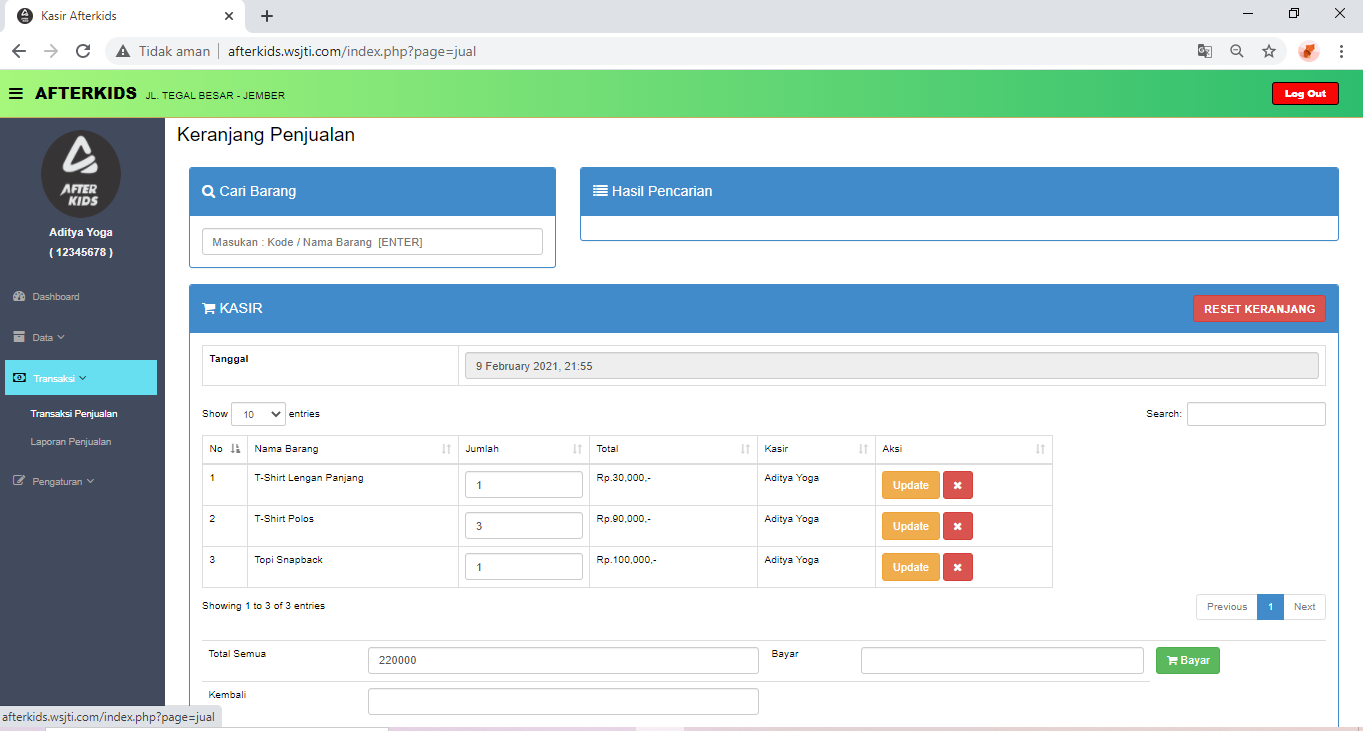 Kasir Afterkids
Tidak aman afterkids.wsjti.com/index.php?page=jual
AFTERKIDS JL. TEGAL BESAR - JEMBER Log Out
AFTER
KIDS
Aditya Yoga
( 12345678 )
Dashboard
Data
Transaksi
Transaksi Penjualan
Laporan Penjualan
Pengaturan
Keranjang Penjualan
Cari Barang
Masukan : Kode / Nama Barang [ENTER]
Hasil Pencarian
KASIR RESET KERANJANG
Tanggal 9 February 2021, 21:55
Show 10 entries Search:
No Nama Barang Jumlah Total Kasir Aksi
1 T-Shirt Lengan Panjang 1 Rp.30,000,- Aditya Yoga Update
2 T-Shirt Polos 3 Rp.90,000,- Aditya Yoga Update
3 Topi Snapback 1 Rp.100,000,- Aditya Yoga Update
Showing 1 to 3 of 3 entries Previous 1 Next
Total Semua 220000 Bayar Bayar
Kembali
afterkids.wsjti.com/index.php?page=jual